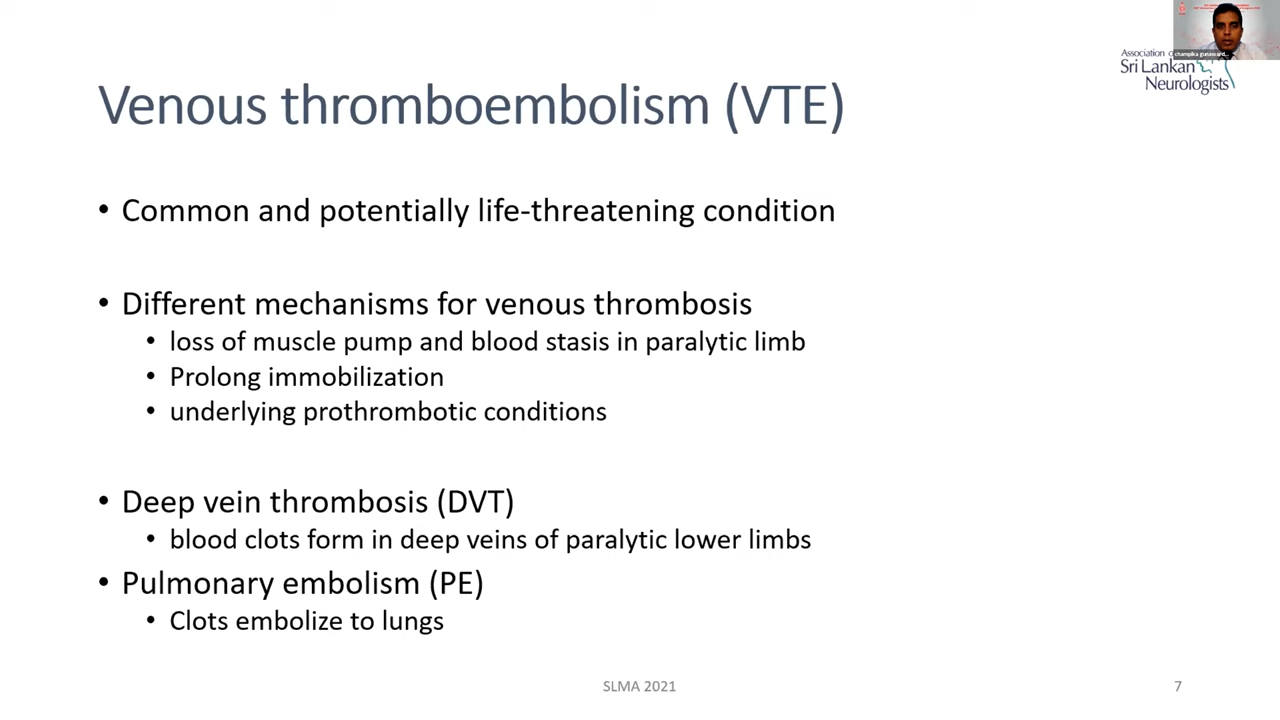 Association
Sri Lankan
Neurologists
Venous thromboembolism (VTE)
• Common and potentially life-threatening condition
• Different mechanisms for venous thrombosis
• loss of muscle pump and blood stasis in paralytic limb
• Prolong immobilization
• underlying prothrombotic conditions
• Deep vein thrombosis (DVT)
• blood clots form in deep veins of paralytic lower limbs
• Pulmonary embolism (PE)
• Clots embolize to lungs
SLMA 2021
7